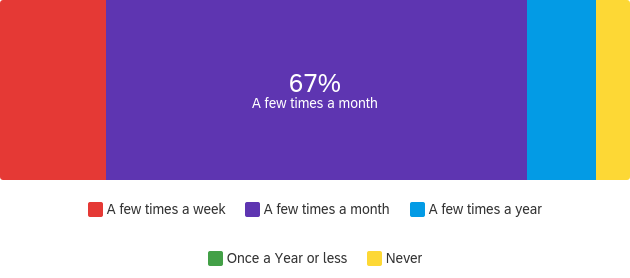 67%
A few times a month
A few times a week A few times a month A few times a year
Once a Year or less Never